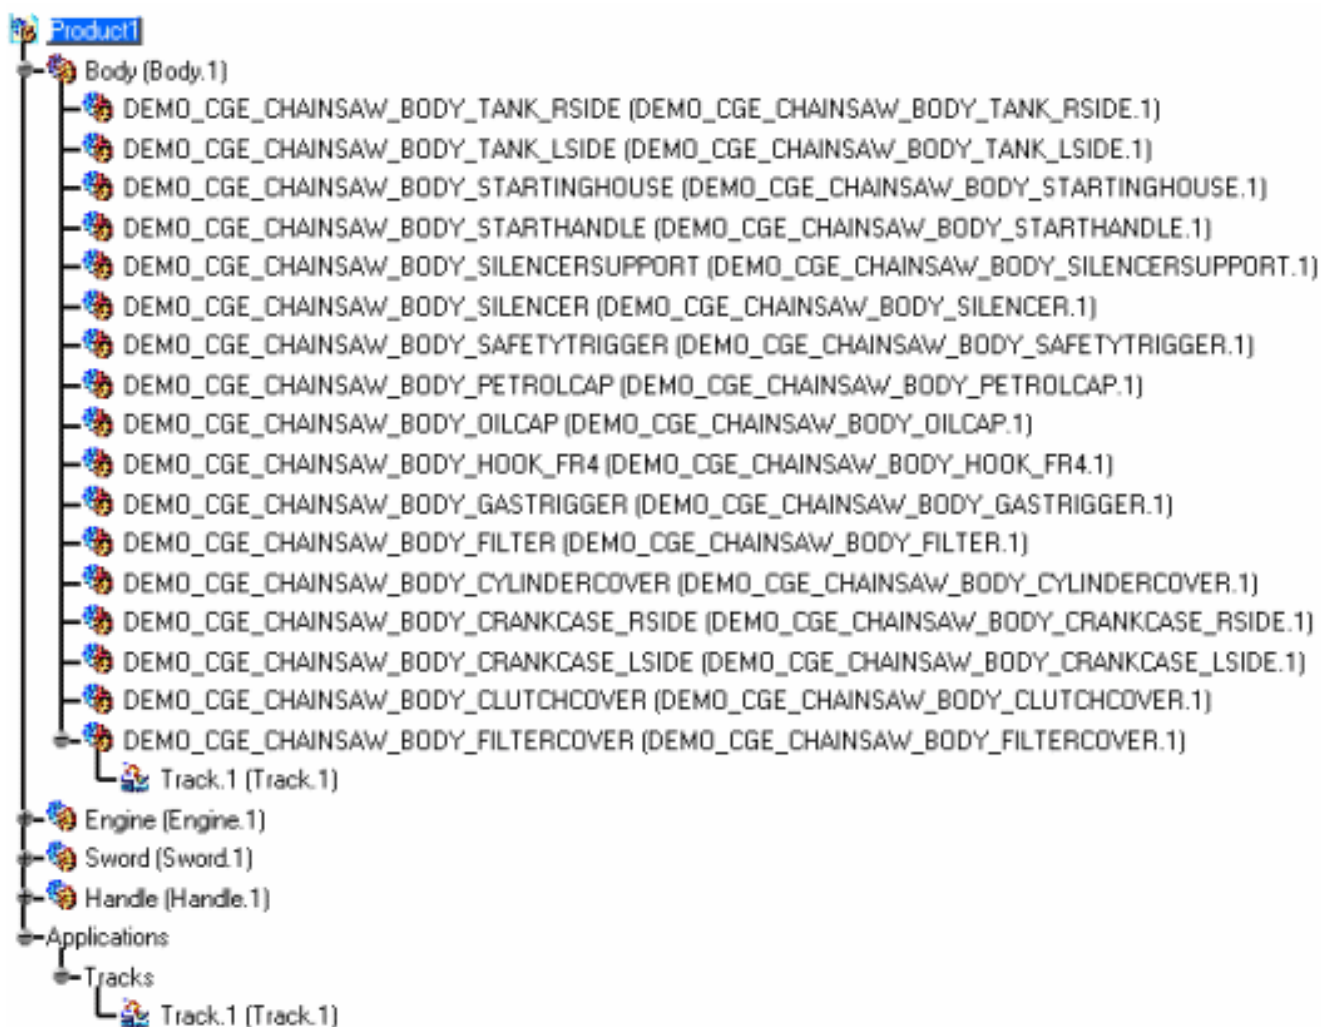 Product1
Body (Body.1)
DEMO_CGE_CHAINSAW_BODY_TANK_RSIDE (DEMO_CGE_CHAINSAW_BODY_TANK_RSIDE.1)
DEMO_CGE_CHAINSAW_BODY_TANK_LSIDE (DEMO_CGE_CHAINSAW_BODY_TANK_LSIDE.1)
DEMO_CGE_CHAINSAW_BODY_STARTINGHOUSE (DEMO_CGE_CHAINSAW_BODY_STARTINGHOUSE.1)
DEMO_CGE_CHAINSAW_BODY_STARTHANDLE (DEMO_CGE_CHAINSAW_BODY_STARTHANDLE.1)
DEMO_CGE_CHAINSAW_BODY_SILENCERSUPPORT (DEMO_CGE_CHAINSAW_BODY_SILENCERSUPPORT.1)
DEMO_CGE_CHAINSAW_BODY_SILENCER (DEMO_CGE_CHAINSAW_BODY_SILENCER.1)
DEMO_CGE_CHAINSAW_BODY_SAFETYTRIGGER (DEMO_CGE_CHAINSAW_BODY_SAFETYTRIGGER.1)
DEMO_CGE_CHAINSAW_BODY_PETROLCAP (DEMO_CGE_CHAINSAW_BODY_PETROLCAP.1)
DEMO_CGE_CHAINSAW_BODY_OILCAP (DEMO_CGE_CHAINSAW_BODY_OILCAP.1)
DEMO_CGE_CHAINSAW_BODY_HOOK_FR4 (DEMO_CGE_CHAINSAW_BODY_HOOK_FR4.1)
DEMO_CGE_CHAINSAW_BODY_GASTRIGGER (DEMO_CGE_CHAINSAW_BODY_GASTRIGGER.1)
DEMO_CGE_CHAINSAW_BODY_FILTER (DEMO_CGE_CHAINSAW_BODY_FILTER.1)
DEMO_CGE_CHAINSAW_BODY_CYLINDERCOVER (DEMO_CGE_CHAINSAW_BODY_CYLINDERCOVER.1)
DEMO_CGE_CHAINSAW_BODY_CRANKCASE_RSIDE (DEMO_CGE_CHAINSAW_BODY_CRANKCASE_RSIDE.1)
DEMO_CGE_CHAINSAW_BODY_CRANKCASE_LSIDE (DEMO_CGE_CHAINSAW_BODY_CRANKCASE_LSIDE.1)
DEMO_CGE_CHAINSAW_BODY_CLUTCHCOVER (DEMO_CGE_CHAINSAW_BODY_CLUTCHCOVER.1)
DEMO_CGE_CHAINSAW_BODY_FILTERCOVER (DEMO_CGE_CHAINSAW_BODY_FILTERCOVER.1)
Track.1 (Track.1)
Engine (Engine.1)
Sword (Sword.1)
Handle (Handle.1)
Applications
Tracks
Track.1 (Track.1)